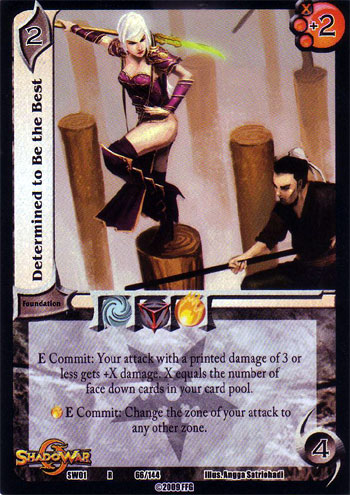 2
X
+2
Determined to Be the Best
Foundation
E Commit: Your attack with a printed damage of 3 or
less gets +X damage. X equals the number of
face down cards in your card pool.
E Commit: Change the zone of your attack to
any other zone.
4
SHADOWAR
SW01 R 66/144 Illus. Angga Satriohadi
©2009 FFG